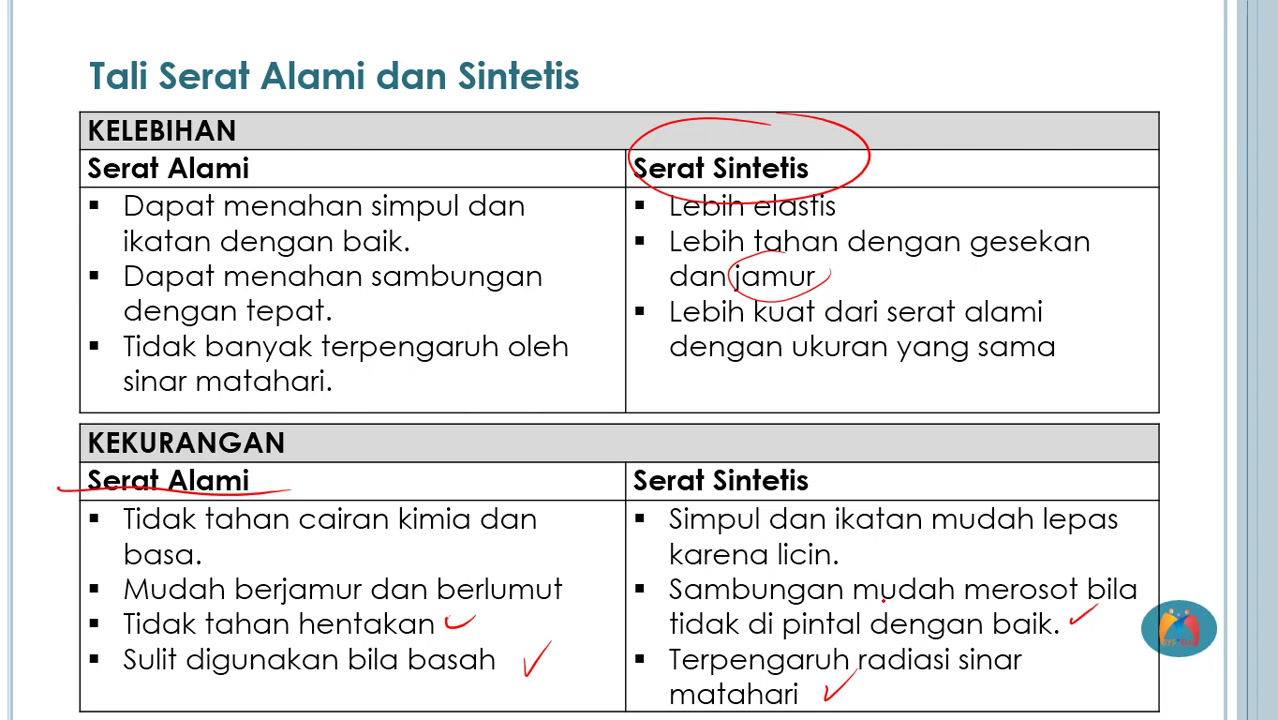 Tali Serat Alami dan Sintetis
KELEBIHAN
Serat Alami
▪ Dapat menahan simpul dan
ikatan dengan baik.
▪ Dapat menahan sambungan
dengan tepat.
▪ Tidak banyak terpengaruh oleh
sinar matahari.
Serat Sintetis
▪ Lebih elastis
▪ Lebih tahan dengan gesekan
dan jamur
▪ Lebih kuat dari serat alami
dengan ukuran yang sama
KEKURANGAN
Serat Alami
▪ Tidak tahan cairan kimia dan
basa.
▪ Mudah berjamur dan berlumut
▪ Tidak tahan hentakan
▪ Sulit digunakan bila basah
Serat Sintetis
▪ Simpul dan ikatan mudah lepas
karena licin.
▪ Sambungan mudah merosot bila
tidak di pintal dengan baik.
▪ Terpengaruh radiasi sinar
matahari